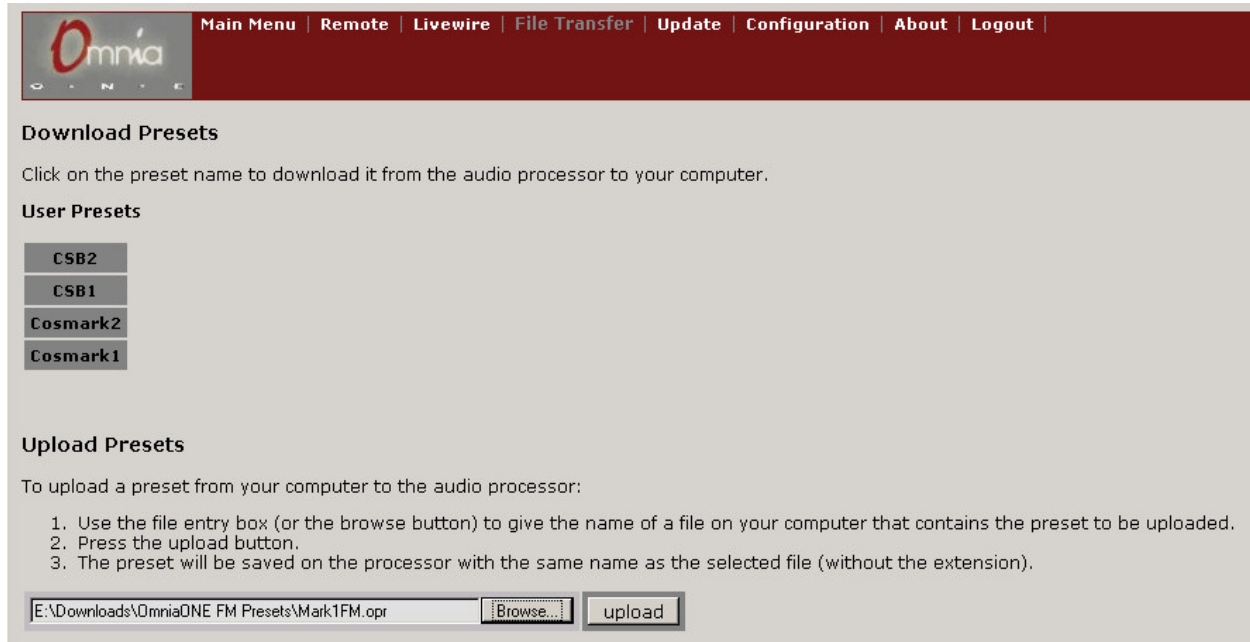 Omnia
O · N · E
Main Menu | Remote | Livewire | File Transfer | Update | Configuration | About | Logout |
Download Presets
Click on the preset name to download it from the audio processor to your computer.
User Presets
CSB2
CSB1
Cosmark2
Cosmark1
Upload Presets
To upload a preset from your computer to the audio processor:
1. Use the file entry box (or the browse button) to give the name of a file on your computer that contains the preset to be uploaded.
2. Press the upload button.
3. The preset will be saved on the processor with the same name as the selected file (without the extension).
E:\Downloads\OmniaONE FM Presets\Mark1FM.opr Browse... upload